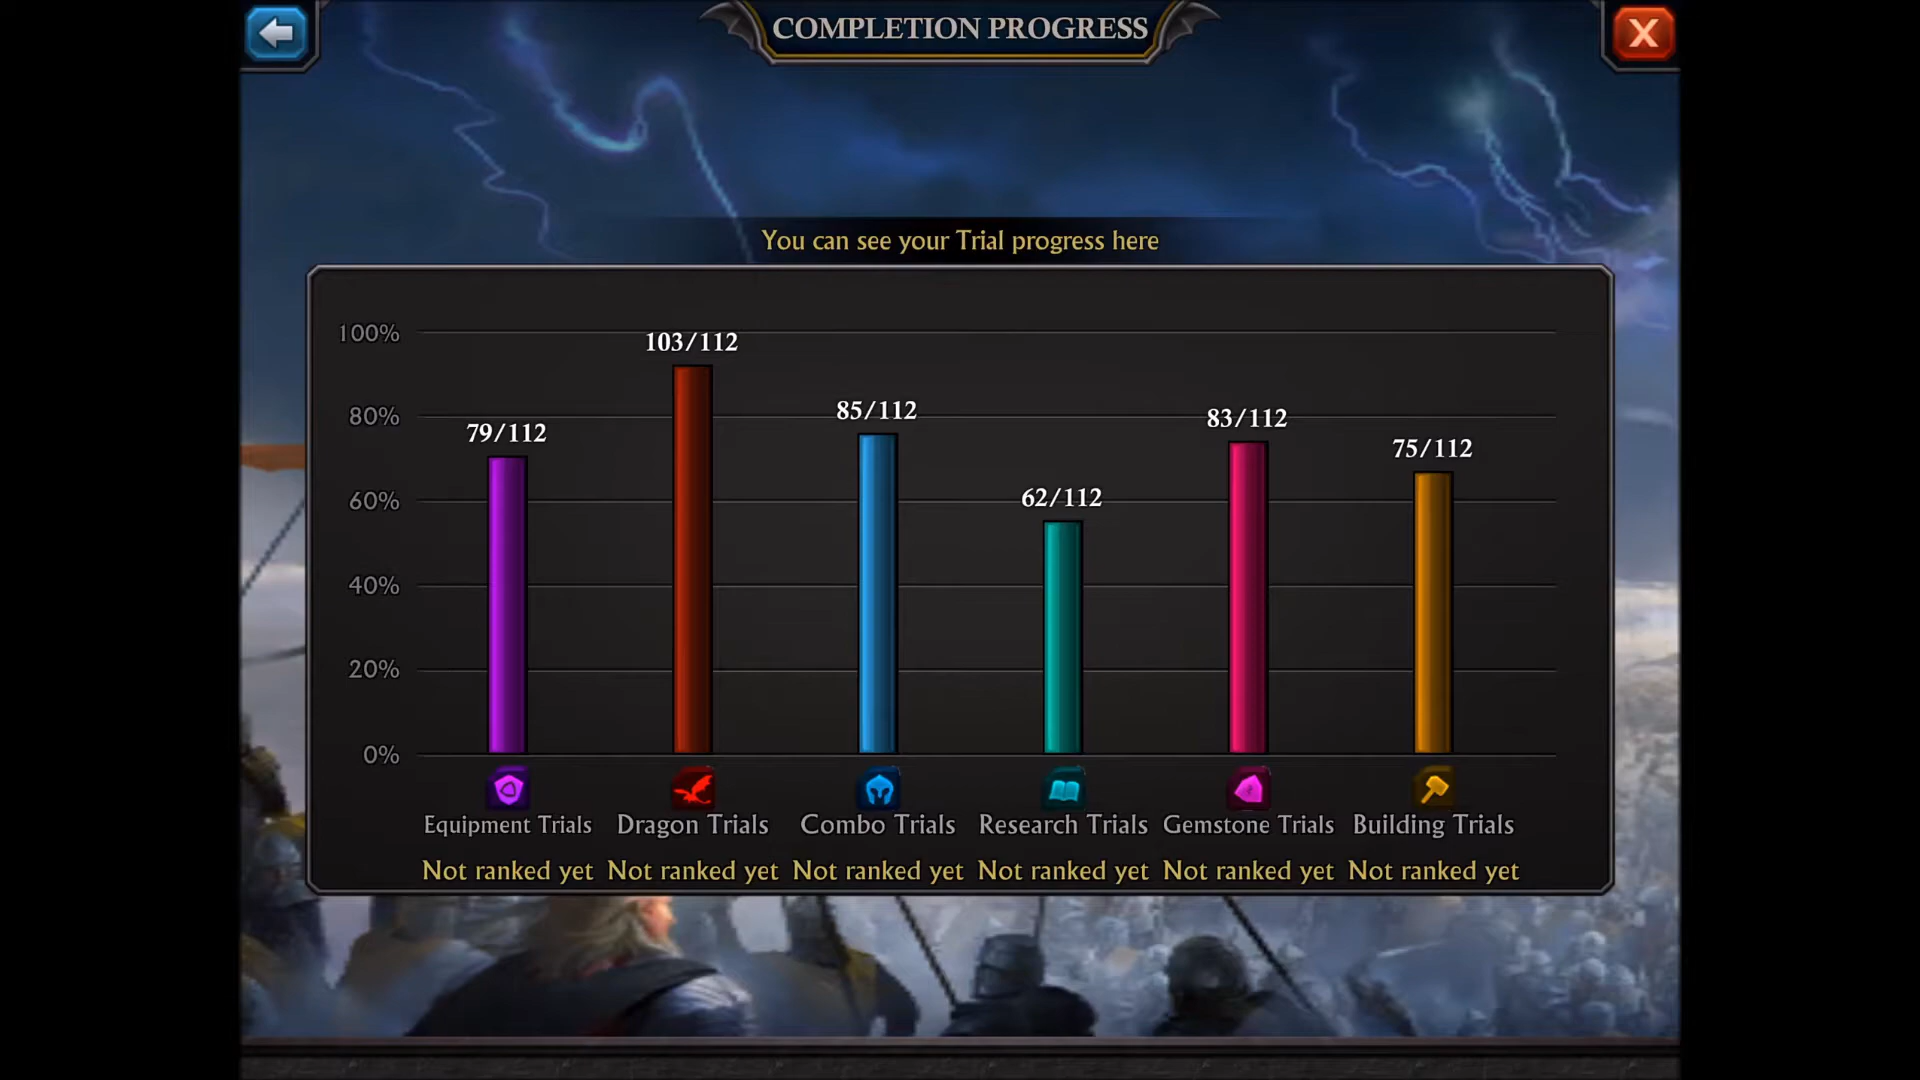 COMPLETION PROGRESS
X
You can see your Trial progress here
100%
80%
60%
40%
20%
0%
79/112
103/112
85/112
62/112
83/112
75/112
Equipment Trials
Dragon Trials
Combo Trials
Research Trials
Gemstone Trials
Building Trials
Not ranked yet
Not ranked yet
Not ranked yet
Not ranked yet
Not ranked yet
Not ranked yet